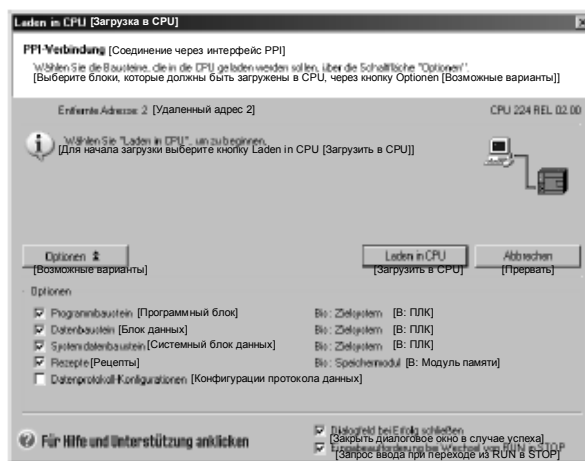 Laden in CPU [Загрузка в CPU]
PPI-Verbindung [Соединение через интерфейс PPI]
Wählen Sie die Bausteine, die in die CPU geladen werden sollen, über die Schaltfläche "Optionen".
[Выберите блоки, которые должны быть загружены в CPU, через кнопку Optionen [Возможные варианты]]
Entfernte Adresse: 2 [Удаленный адрес 2] CPU 224 REL 02.00
Wählen Sie "Laden in CPU", um zu beginnen.
[Для начала загрузки выберите кнопку Laden in CPU [Загрузить в CPU]]
Optionen Laden in CPU Abbrechen
[Возможные варианты] [Загрузить в CPU] [Прервать]
Optionen
Programmbaustein [Программный блок] Bis: Zielsystem [В: ПЛК]
Datenbaustein [Блок данных] Bis: Zielsystem [В: ПЛК]
Systemdatenbaustein [Системный блок данных] Bis: Zielsystem [В: ПЛК]
Rezepte [Рецепты] Bis: Speichermodul [В: Модуль памяти]
Datenprotokoll-Konfigurationen [Конфигурации протокола данных]
Für Hilfe und Unterstützung anklicken
Dialogfeld bei Erfolg schließen
[Закрыть диалоговое окно в случае успеха]
bei Wechsel von RUN in STOP
[Запрос ввода при переходе из RUN в STOP]